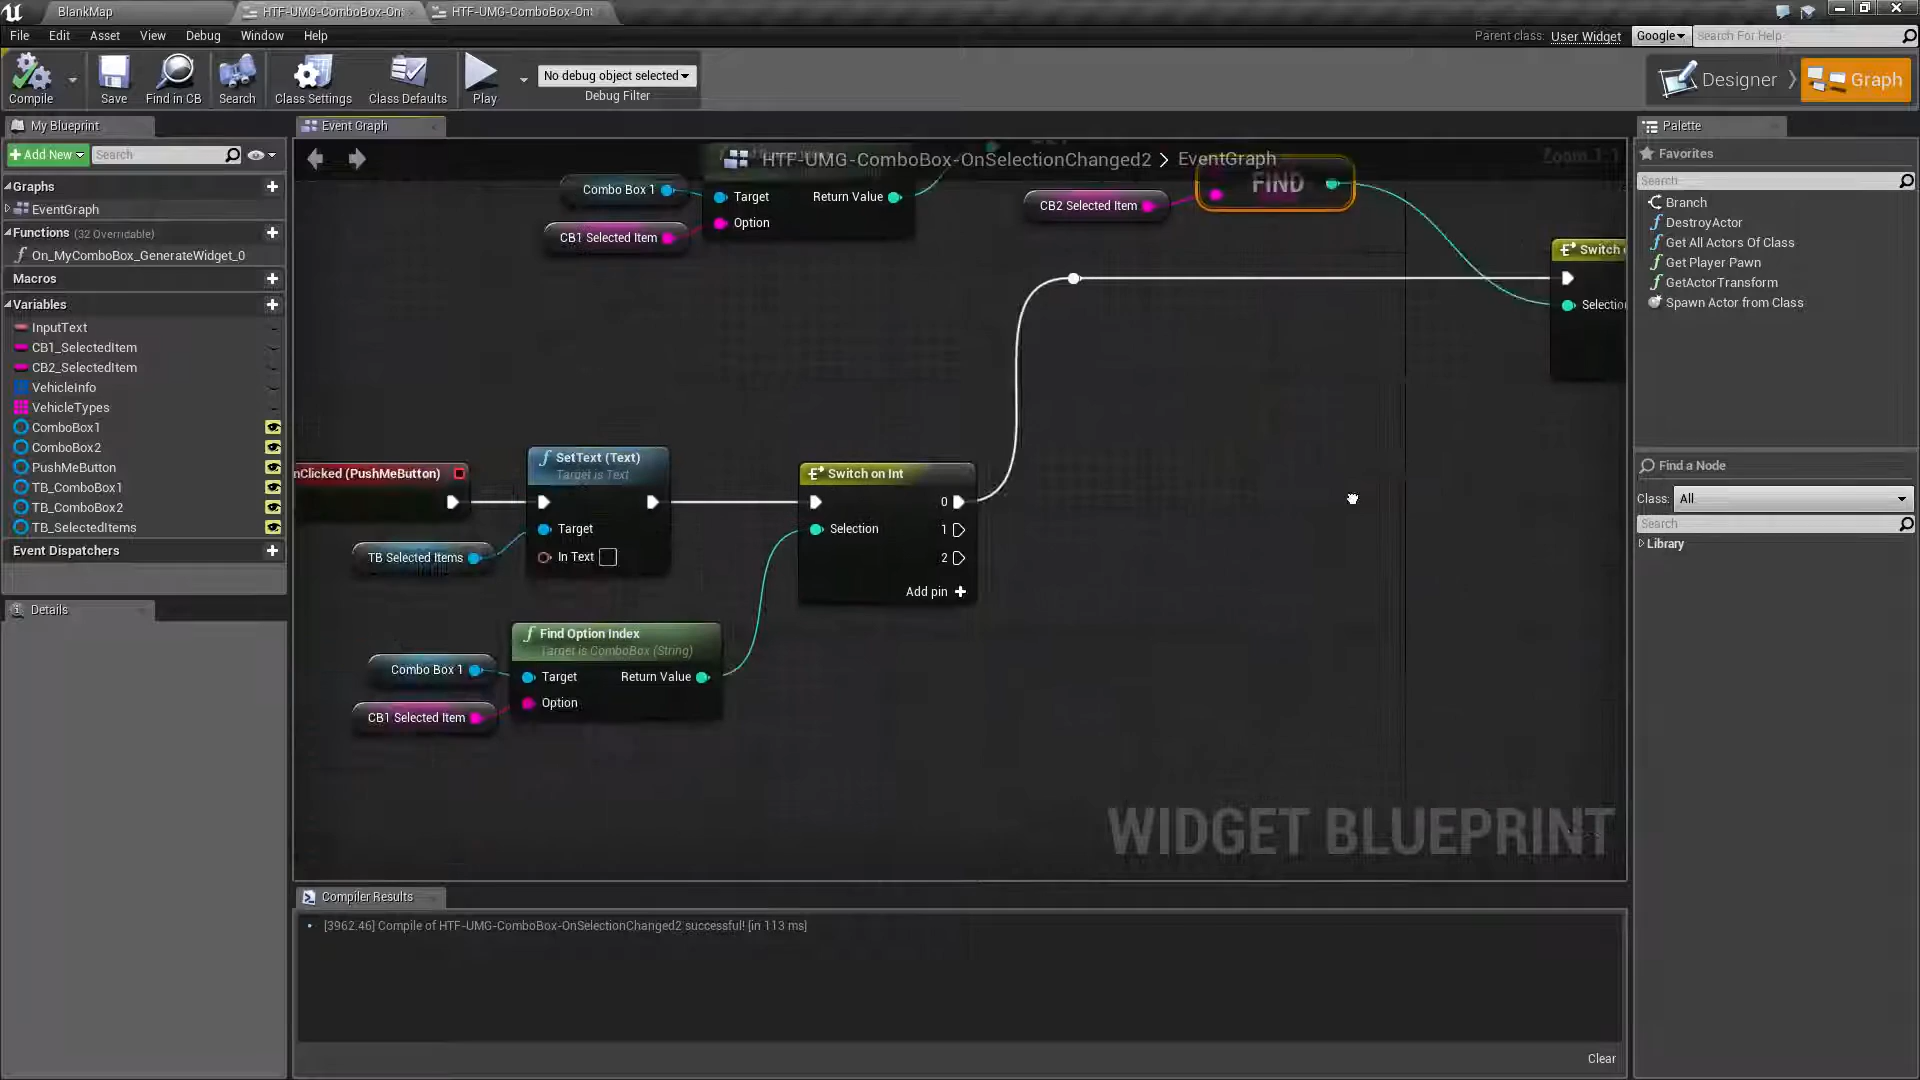 BlankMap
HTF-UMG-ComboBox-On
HTF-UMG-ComboBox-Ont
File
Edit
Asset
View
Debug
Window
Help
Parent class: User Widget
Google
Search For Help
Compile
Save
Find in CB
Search
Class Settings
Class Defaults
Play
No debug object selected
Debug Filter
Designer
Graph
My Blueprint
Add New
Search
Graphs
EventGraph
Functions (32 Overridable)
On_MyComboBox_GenerateWidget_0
Macros
Variables
InputText
CB1_SelectedItem
CB2_SelectedItem
VehicleInfo
VehicleTypes
ComboBox1
ComboBox2
PushMeButton
TB_ComboBox1
TB_ComboBox2
TB_SelectedItems
Event Dispatchers
Details
Event Graph
HTF-UMG-ComboBox-OnSelectionChanged2 > EventGraph
Zoom 1:1
Combo Box 1
Target
Return Value
CB1 Selected Item
Option
CB2 Selected Item
FIND
Switch
Selection
nClicked (PushMeButton)
SetText (Text)
Target is Text
Target
In Text
TB Selected Items
Switch on Int
0
Selection
1
2
Add pin
Find Option Index
Target is ComboBox (String)
Combo Box 1
Target
Return Value
CB1 Selected Item
Option
WIDGET BLUEPRINT
Compiler Results
[3962.46] Compile of HTF-UMG-ComboBox-OnSelectionChanged2 successful! [in 113 ms]
Clear
Palette
Favorites
Search
Branch
DestroyActor
Get All Actors Of Class
Get Player Pawn
GetActorTransform
Spawn Actor from Class
Find a Node
Class:
All
Search
Library